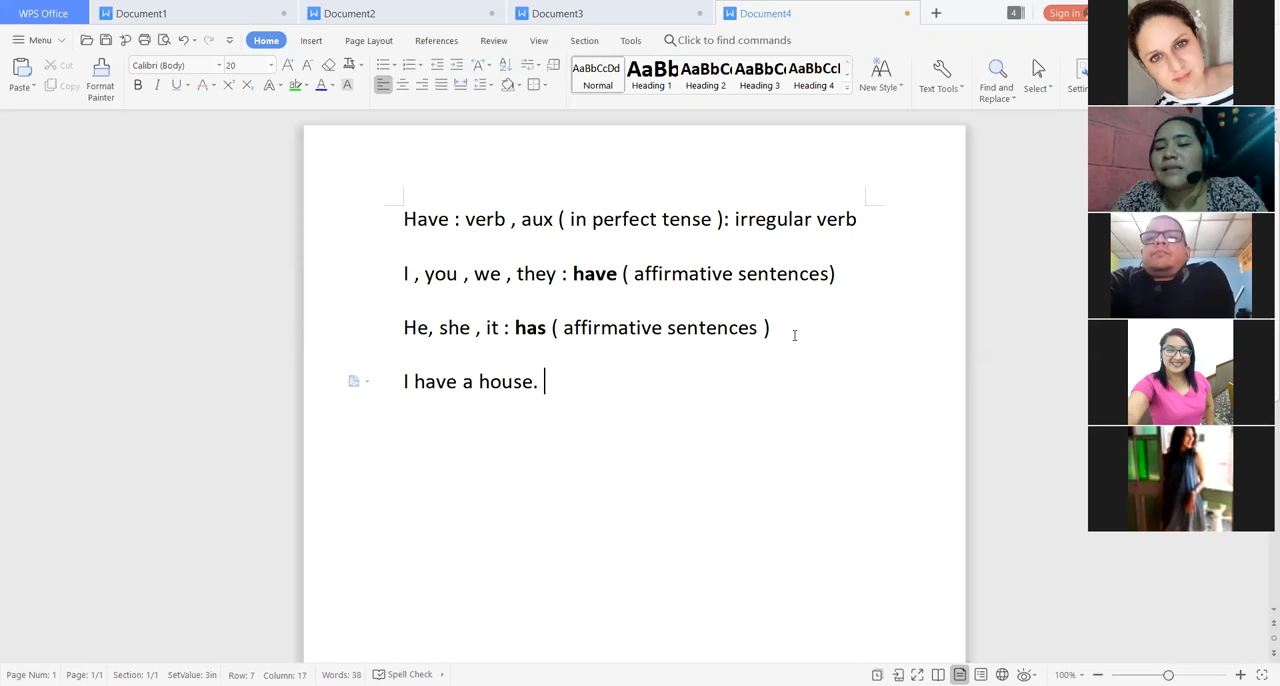 WPS Office Document1 Document2 Document3 Document4 4 Sign in
Menu Home Insert Page Layout References Review View Section Tools Click to find commands
Paste Cut Copy Format Painter Calibri (Body) 20 AaBbCcDd Normal AaBb Heading 1 AaBbC Heading 2 AaBbC Heading 3 AaBbCcI Heading 4 New Style Text Tools Find and Replace Select
Have : verb , aux ( in perfect tense ): irregular verb
I , you , we , they : have ( affirmative sentences)
He, she , it : has ( affirmative sentences )
I have a house.
Page Num: 1 Page: 1/1 Section: 1/1 SetValue: 3in Row: 7 Column: 17 Words: 38 Spell Check 100%